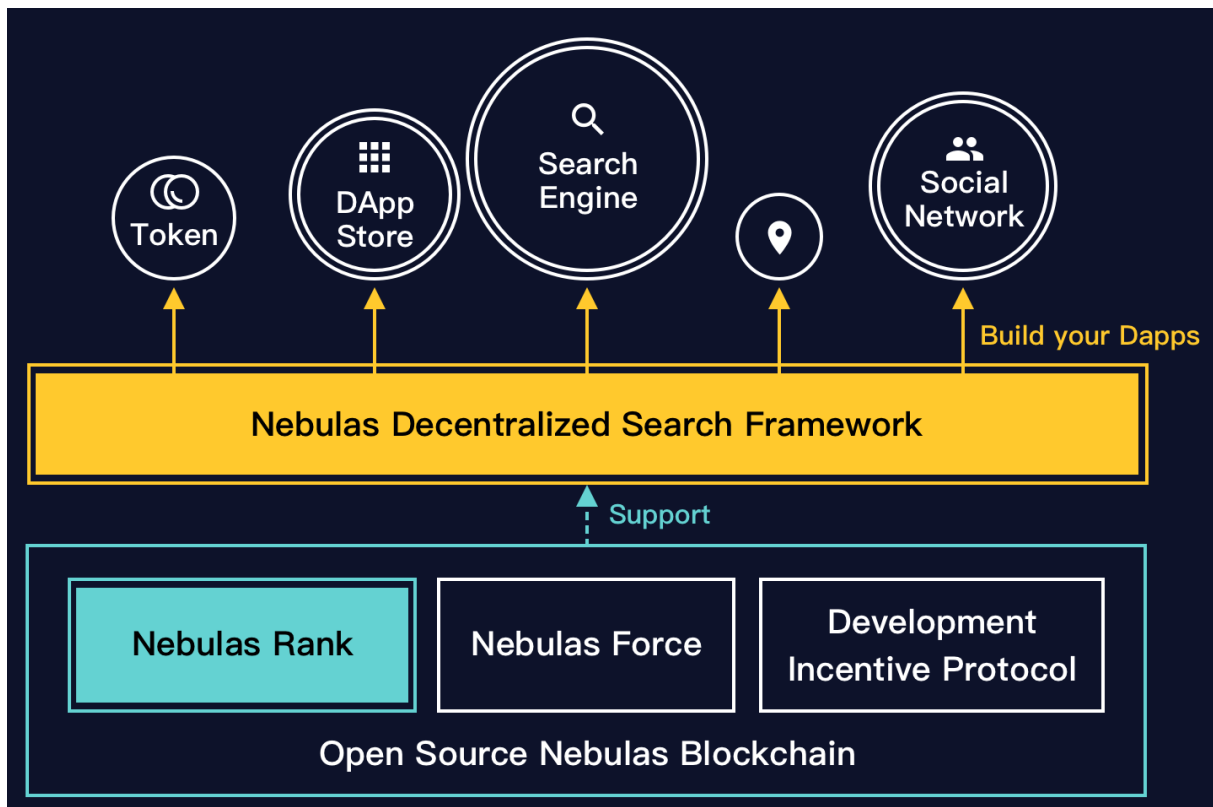 Search
Engine
DApp
Store
Social
Network
Token
Build your Dapps
Nebulas Decentralized Search Framework
Support
Nebulas Rank
Nebulas Force
Development
Incentive Protocol
Open Source Nebulas Blockchain